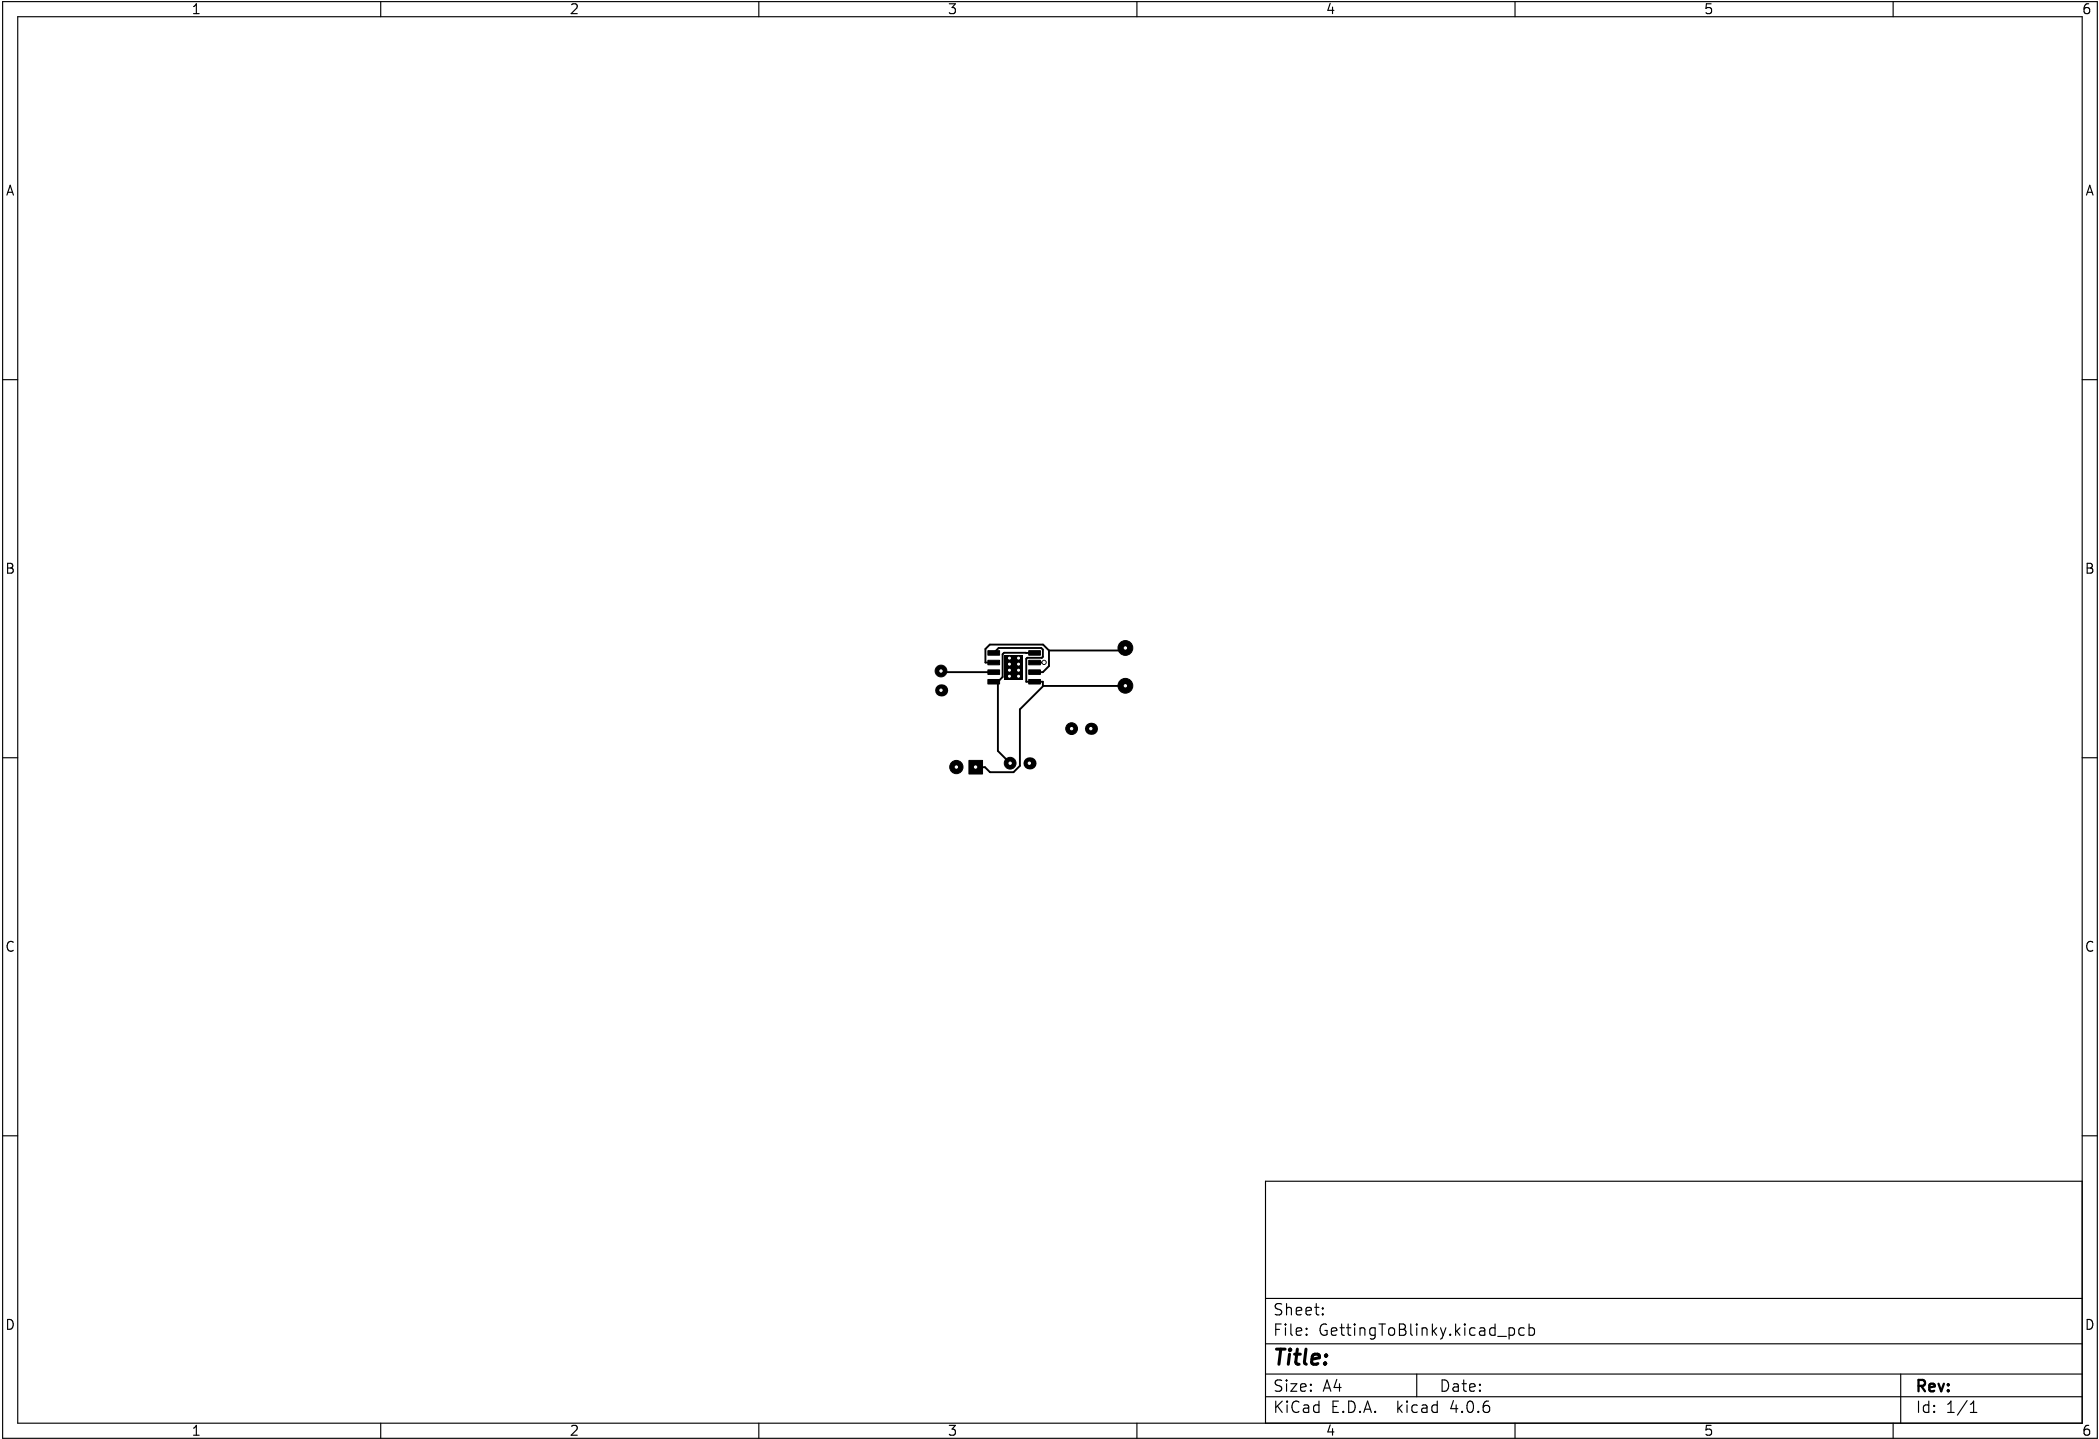 1 2 3 4 5 6
A A
B B
C C
D D
Sheet:
File: GettingToBlinky.kicad_pcb
Title:
Size: A4 Date: Rev:
KiCad E.D.A. kicad 4.0.6 Id: 1/1
1 2 3 4 5 6